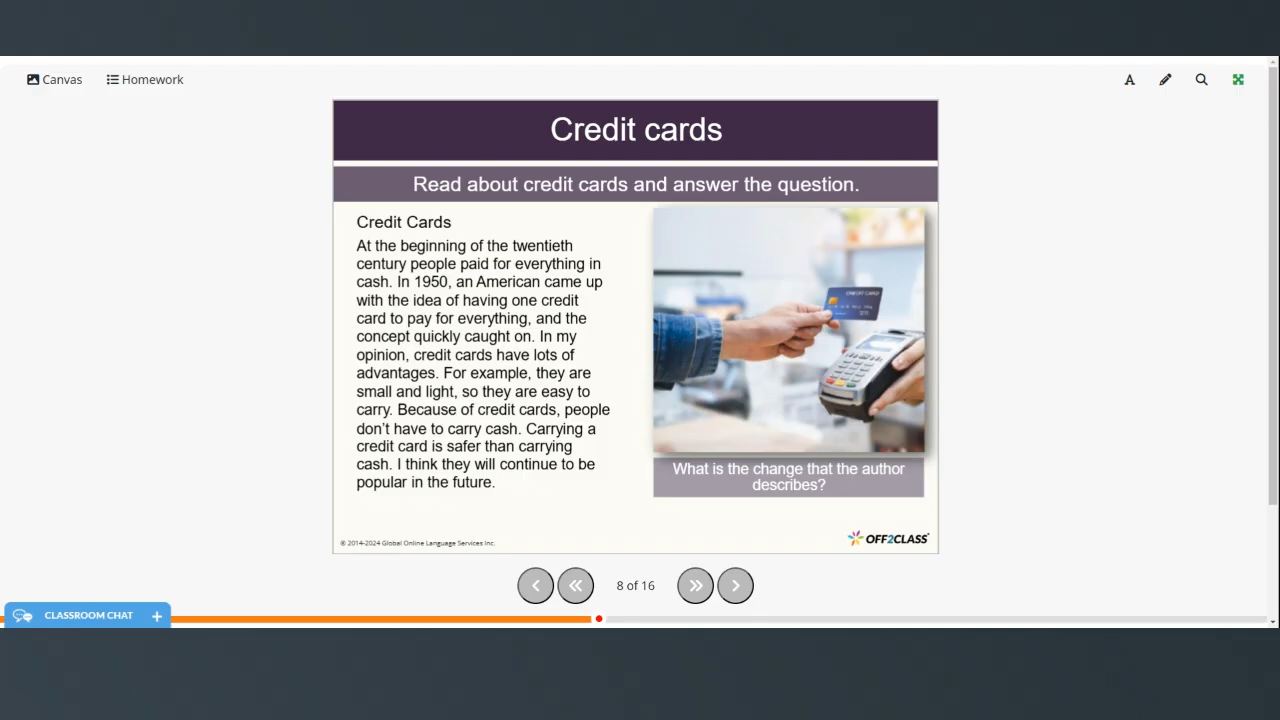 Canvas
Homework
Credit cards
Read about credit cards and answer the question.
Credit Cards
At the beginning of the twentieth
century people paid for everything in
cash. In 1950, an American came up
with the idea of having one credit
card to pay for everything, and the
concept quickly caught on. In my
opinion, credit cards have lots of
advantages. For example, they are
small and light, so they are easy to
carry. Because of credit cards, people
don't have to carry cash. Carrying a
credit card is safer than carrying
cash. I think they will continue to be
popular in the future.
CREDIT CARD
What is the change that the author
describes?
© 2014-2024 Global Online Language Services Inc.
OFF2CLASS
8 of 16
CLASSROOM CHAT